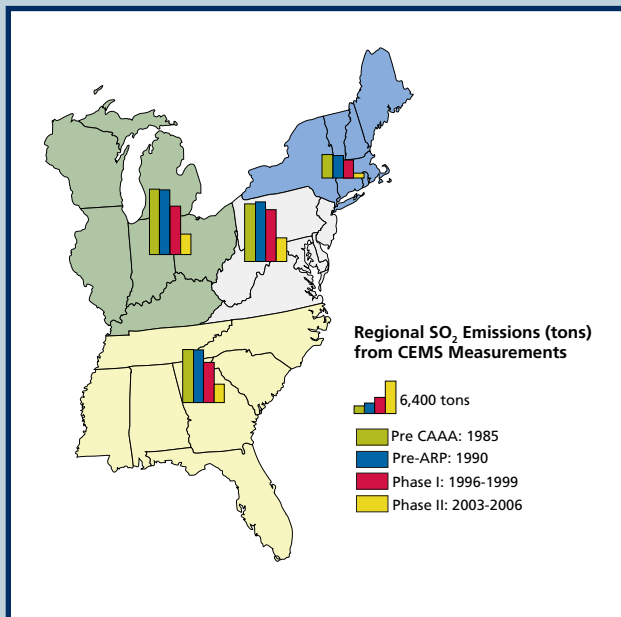 Regional SO₂ Emissions (tons)
from CEMS Measurements
6,400 tons
Pre CAAA: 1985
Pre-ARP: 1990
Phase I: 1996-1999
Phase II: 2003-2006